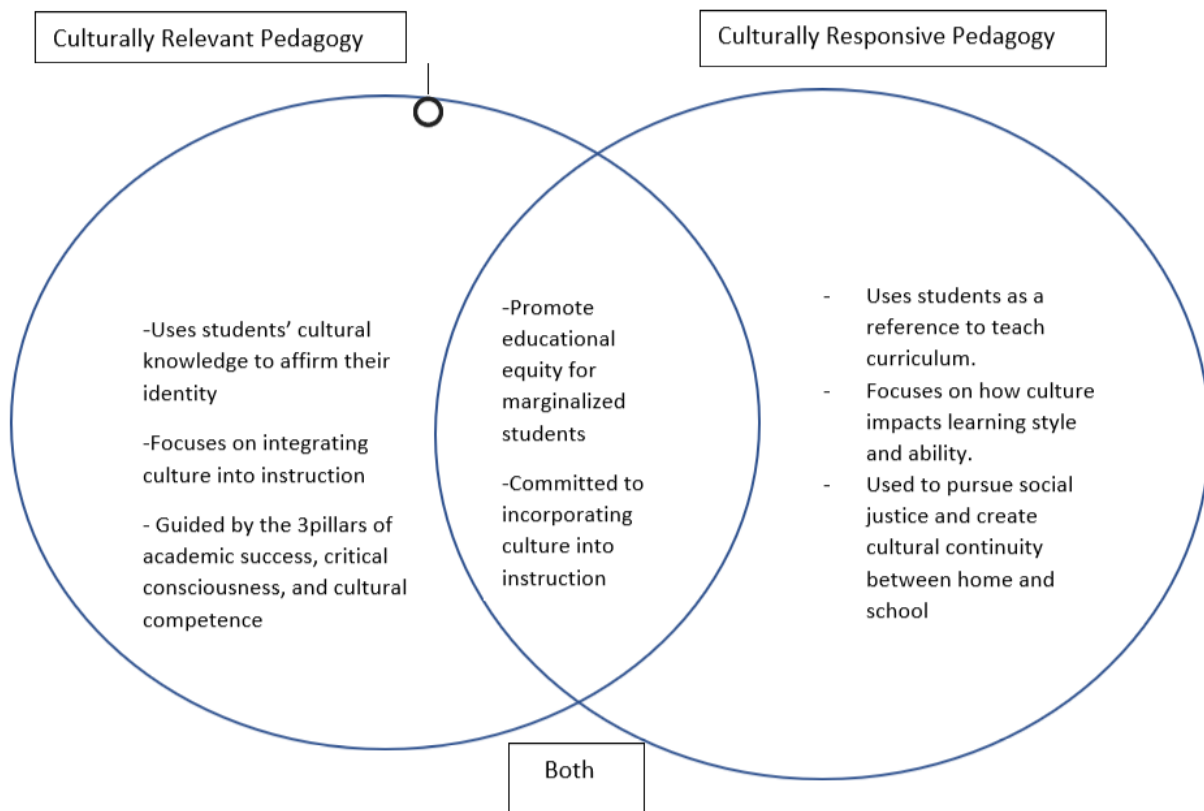 Culturally Relevant Pedagogy
Culturally Responsive Pedagogy
-Uses students’ cultural
knowledge to affirm their
identity
-Focuses on integrating
culture into instruction
- Guided by the 3pillars of
academic success, critical
consciousness, and cultural
competence
-Promote
educational
equity for
marginalized
students
-Committed to
incorporating
culture into
instruction
- Uses students as a
reference to teach
curriculum.
- Focuses on how culture
impacts learning style
and ability.
- Used to pursue social
justice and create
cultural continuity
between home and
school
Both